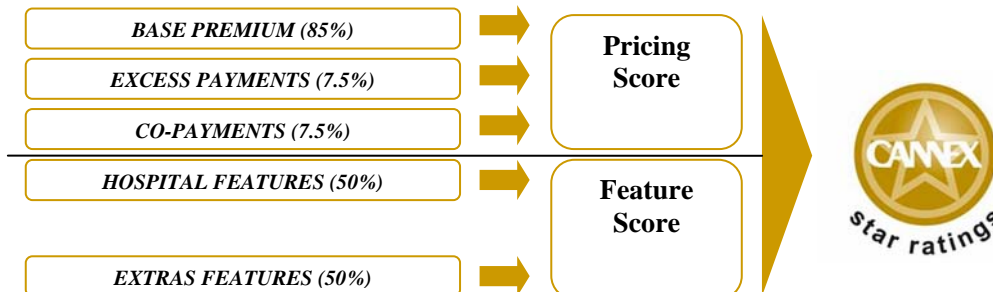 BASE PREMIUM (85%)
EXCESS PAYMENTS (7.5%)
CO-PAYMENTS (7.5%)
Pricing
Score
HOSPITAL FEATURES (50%)
EXTRAS FEATURES (50%)
Feature
Score
CANNEX
star ratings